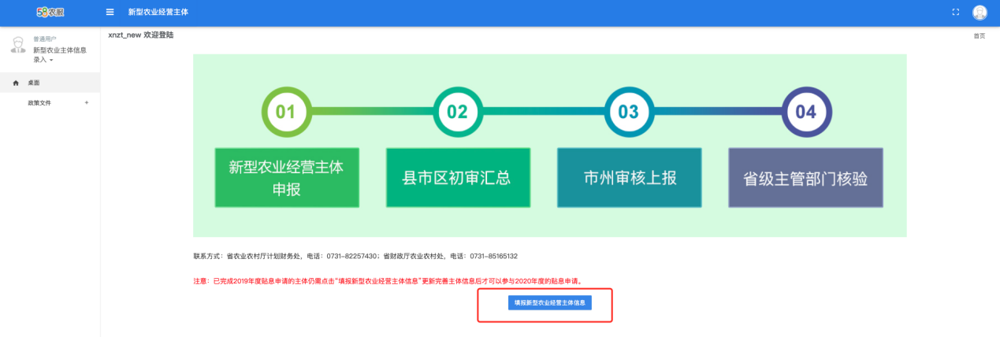 58农服
新型农业经营主体
普通用户
新型农业主体信息
录入
xnzt_new 欢迎登陆
首页
桌面
政策文件 +
01
02
03
04
新型农业经营主体
申报
县市区初审汇总
市州审核上报
省级主管部门核验
联系方式：省农业农村厅计划财务处，电话：0731-82257430；省财政厅农业农村处，电话：0731-85165132
注意：已完成2019年度贴息申请的主体仍需点击"填报新型农业经营主体信息"更新完善主体信息后才可以参与2020年度的贴息申请。
填报新型农业经营主体信息